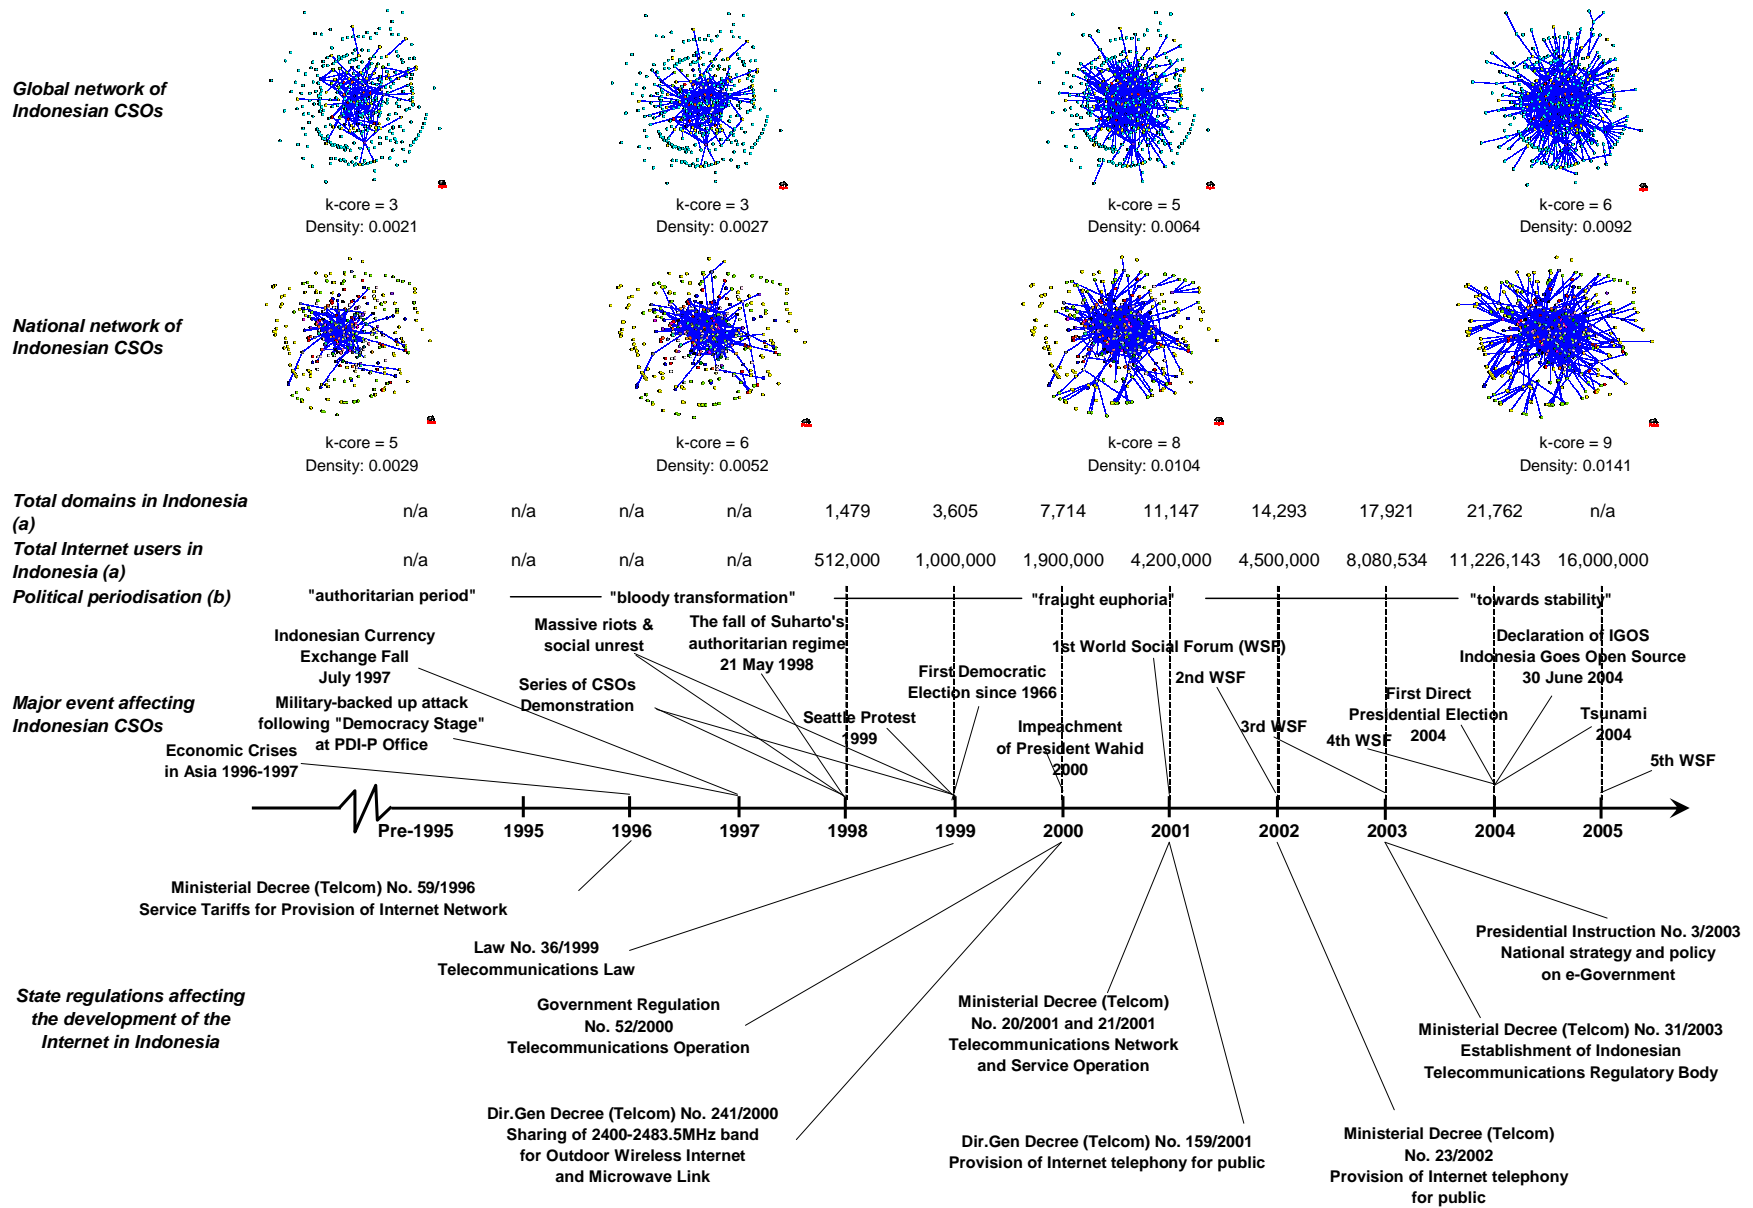 Global network of
Indonesian CSOs
k-core = 3
Density: 0.0021
k-core = 3
Density: 0.0027
k-core = 5
Density: 0.0064
k-core = 6
Density: 0.0092
National network of
Indonesian CSOs
k-core = 5
Density: 0.0029
k-core = 6
Density: 0.0052
k-core = 8
Density: 0.0104
k-core = 9
Density: 0.0141
Total domains in Indonesia
(a)
n/a n/a n/a n/a 1,479 3,605 7,714 11,147 14,293 17,921 21,762 n/a
Total Internet users in
Indonesia (a)
n/a n/a n/a n/a 512,000 1,000,000 1,900,000 4,200,000 4,500,000 8,080,534 11,226,143 16,000,000
Political periodisation (b)
"authoritarian period" "bloody transformation" "fraught euphoria" "towards stability"
Major event affecting
Indonesian CSOs
Indonesian Currency
Exchange Fall
July 1997
Military-backed up attack
following "Democracy Stage"
at PDI-P Office
Economic Crises
in Asia 1996-1997
Massive riots &
social unrest
Series of CSOs
Demonstration
The fall of Suharto's
authoritarian regime
21 May 1998
Seattle Protest
1999
First Democratic
Election since 1966
Impeachment
of President Wahid
2000
1st World Social Forum (WSF)
2nd WSF
3rd WSF
4th WSF
First Direct
Presidential Election
2004
Declaration of IGOS
Indonesia Goes Open Source
30 June 2004
Tsunami
2004
5th WSF
Pre-1995 1995 1996 1997 1998 1999 2000 2001 2002 2003 2004 2005
State regulations affecting
the development of the
Internet in Indonesia
Ministerial Decree (Telcom) No. 59/1996
Service Tariffs for Provision of Internet Network
Law No. 36/1999
Telecommunications Law
Government Regulation
No. 52/2000
Telecommunications Operation
Dir.Gen Decree (Telcom) No. 241/2000
Sharing of 2400-2483.5MHz band
for Outdoor Wireless Internet
and Microwave Link
Ministerial Decree (Telcom)
No. 20/2001 and 21/2001
Telecommunications Network
and Service Operation
Dir.Gen Decree (Telcom) No. 159/2001
Provision of Internet telephony for public
Ministerial Decree (Telcom)
No. 23/2002
Provision of Internet telephony
for public
Presidential Instruction No. 3/2003
National strategy and policy
on e-Government
Ministerial Decree (Telcom) No. 31/2003
Establishment of Indonesian
Telecommunications Regulatory Body